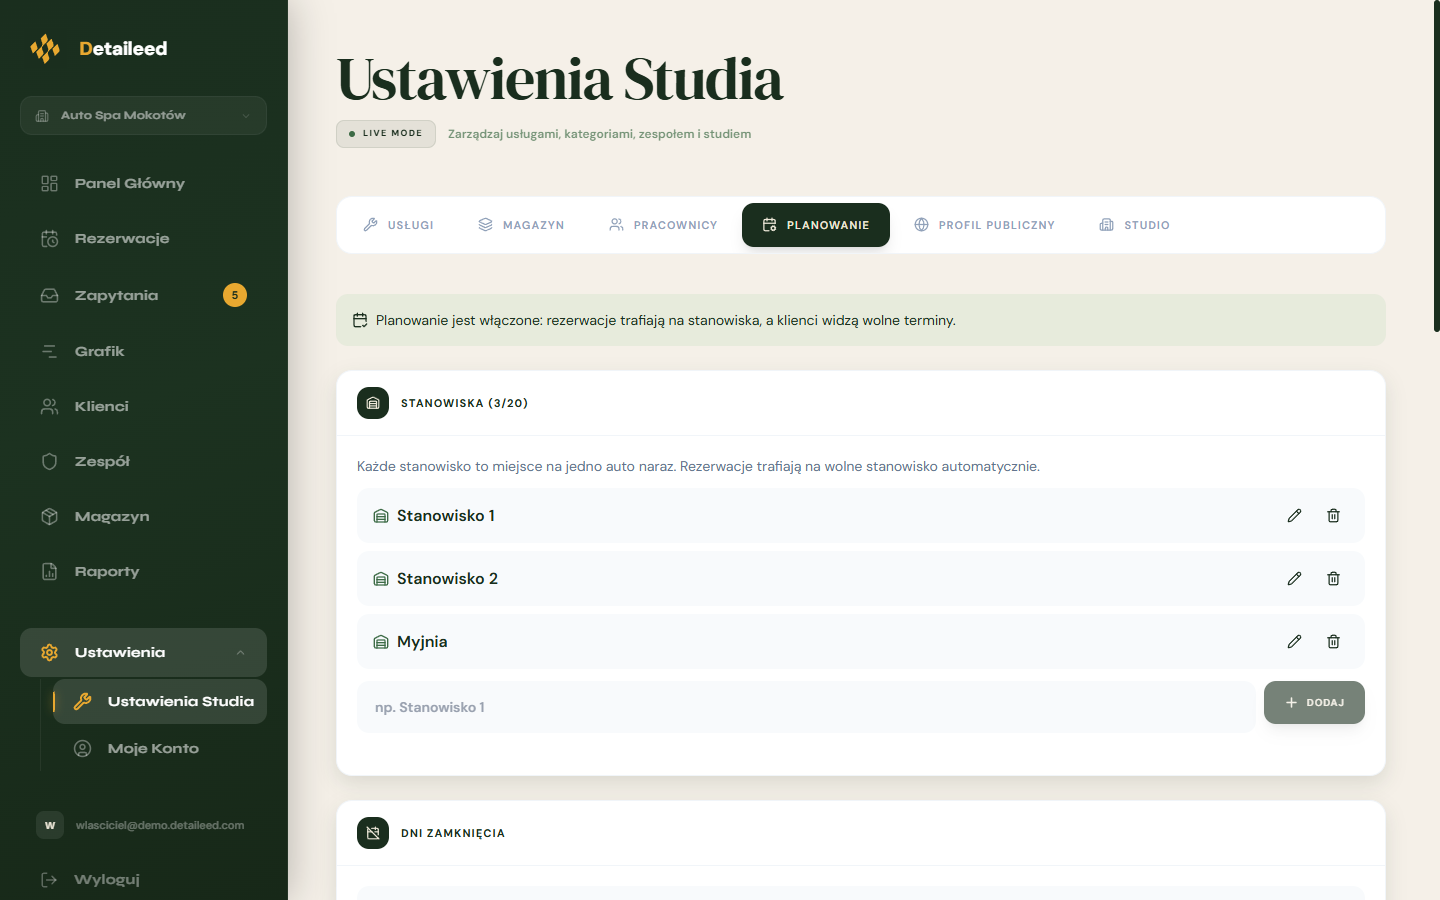 Detaileed
Auto Spa Mokotów
Panel Główny
Rezerwacje
Zapytania
5
Grafik
Klienci
Zespół
Magazyn
Raporty
Ustawienia
Ustawienia Studia
Moje Konto
W
wlasciciel@demo.detaileed.com
Wyloguj
Ustawienia Studia
LIVE MODE
Zarządzaj usługami, kategoriami, zespołem i studiem
USŁUGI
MAGAZYN
PRACOWNICY
PLANOWANIE
PROFIL PUBLICZNY
STUDIO
Planowanie jest włączone: rezerwacje trafiają na stanowiska, a klienci widzą wolne terminy.
STANOWISKA (3/20)
Każde stanowisko to miejsce na jedno auto naraz. Rezerwacje trafiają na wolne stanowisko automatycznie.
Stanowisko 1
Stanowisko 2
Myjnia
np. Stanowisko 1
DODAJ
DNI ZAMKNIĘCIA